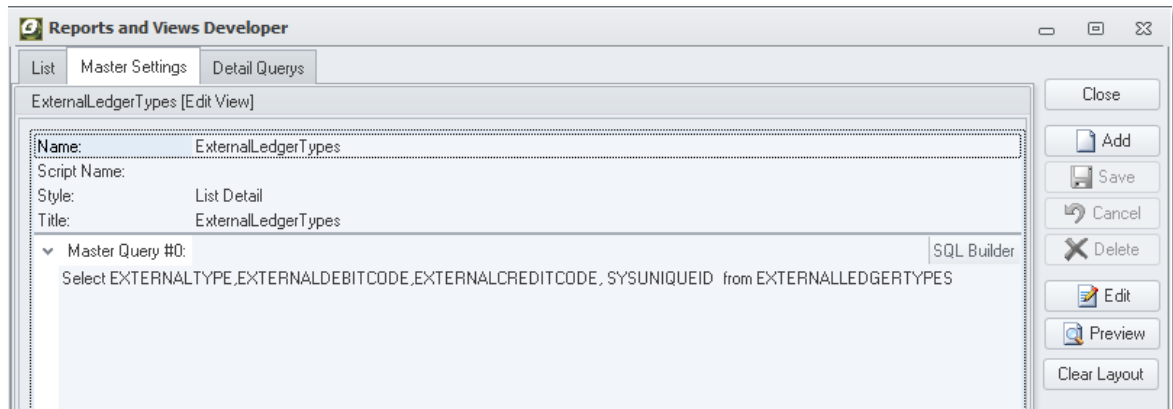 Reports and Views Developer
List Master Settings Detail Querys
ExternalLedgerTypes [Edit View]
Name: ExternalLedgerTypes
Script Name:
Style: List Detail
Title: ExternalLedgerTypes
Master Query #0: SQL Builder
Select EXTERNALTYPE,EXTERNALDEBITCODE,EXTERNALCREDITCODE, SYSUNIQUEID from EXTERNALLEDGERTYPES
Close
Add
Save
Cancel
Delete
Edit
Preview
Clear Layout